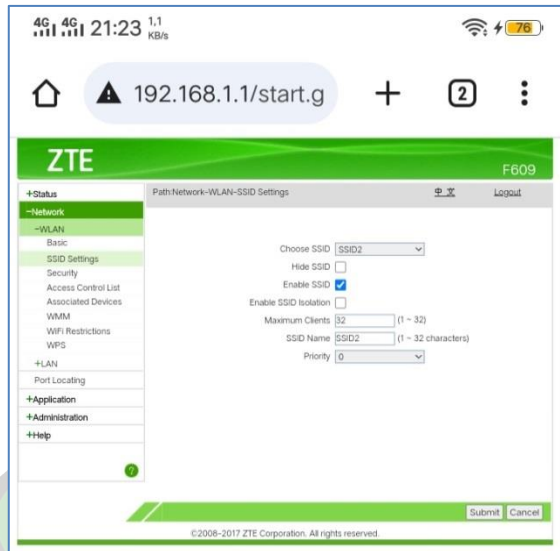 4G 4G 21:23 1,1 KB/s 76
192.168.1.1/start.g 2
ZTE
F609
+Status
Path:Network-WLAN-SSID Settings 中文 Logout
-Network
-WLAN
Basic
SSID Settings
Security
Access Control List
Associated Devices
WMM
WiFi Restrictions
WPS
+LAN
Port Locating
+Application
+Administration
+Help
?
Choose SSID SSID2
Hide SSID
Enable SSID
Enable SSID Isolation
Maximum Clients 32 (1 ~ 32)
SSID Name SSID2 (1 ~ 32 characters)
Priority 0
Submit Cancel
©2008-2017 ZTE Corporation. All rights reserved.